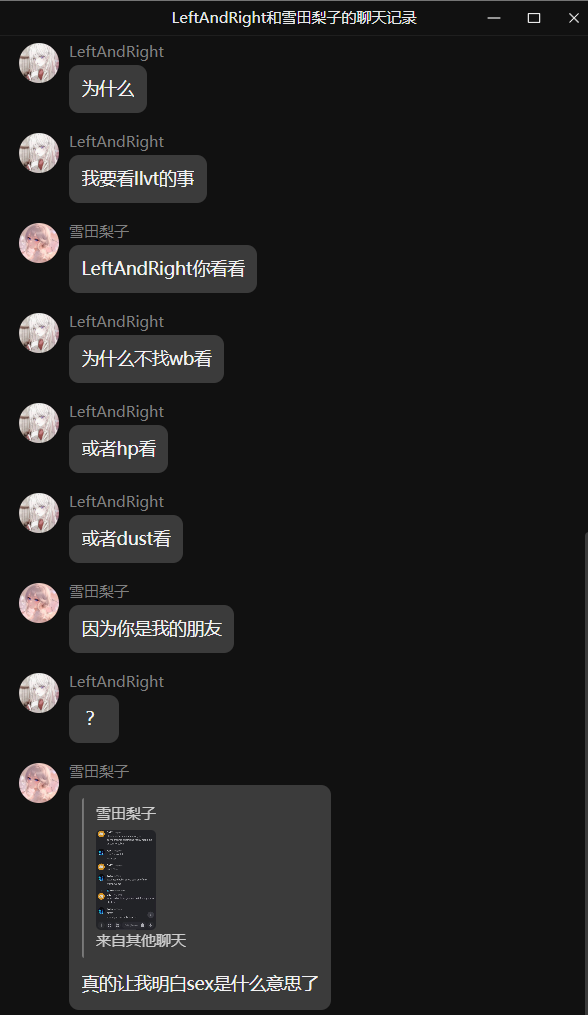 LeftAndRight和雪田梨子的聊天记录
LeftAndRight
为什么
LeftAndRight
我要看llvt的事
雪田梨子
LeftAndRight你看看
LeftAndRight
为什么不找wb看
LeftAndRight
或者hp看
LeftAndRight
或者dust看
雪田梨子
因为你是我的朋友
LeftAndRight
？
雪田梨子
雪田梨子
来自其他聊天
真的让我明白sex是什么意思了